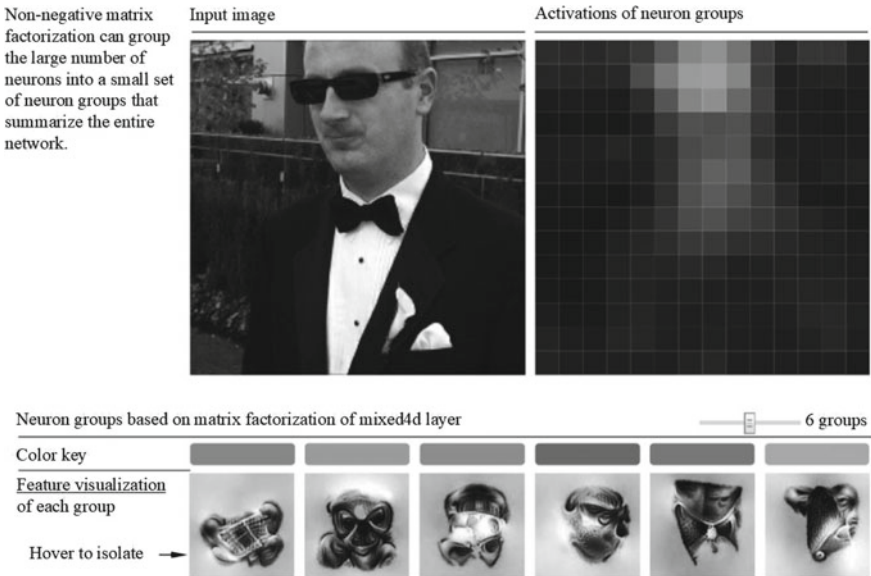 Non-negative matrix
factorization can group
the large number of
neurons into a small set
of neuron groups that
summarize the entire
network.
Input image
Activations of neuron groups
Neuron groups based on matrix factorization of mixed4d layer
6 groups
Color key
Feature visualization
of each group
Hover to isolate